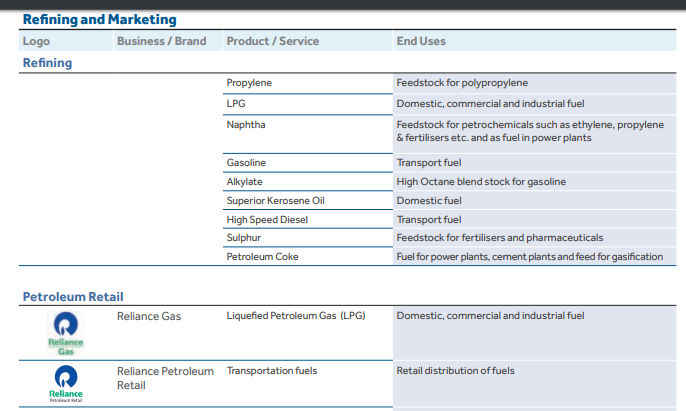 Refining and Marketing
Logo Business / Brand Product / Service End Uses
Refining
Propylene Feedstock for polypropylene
LPG Domestic, commercial and industrial fuel
Naphtha Feedstock for petrochemicals such as ethylene, propylene
& fertilisers etc. and as fuel in power plants
Gasoline Transport fuel
Alkylate High Octane blend stock for gasoline
Superior Kerosene Oil Domestic fuel
High Speed Diesel Transport fuel
Sulphur Feedstock for fertilisers and pharmaceuticals
Petroleum Coke Fuel for power plants, cement plants and feed for gasification
Petroleum Retail
Reliance Gas Liquefied Petroleum Gas (LPG) Domestic, commercial and industrial fuel
Reliance
Gas
Reliance Petroleum Transportation fuels Retail distribution of fuels
Retail
Reliance
Petroleum Retail